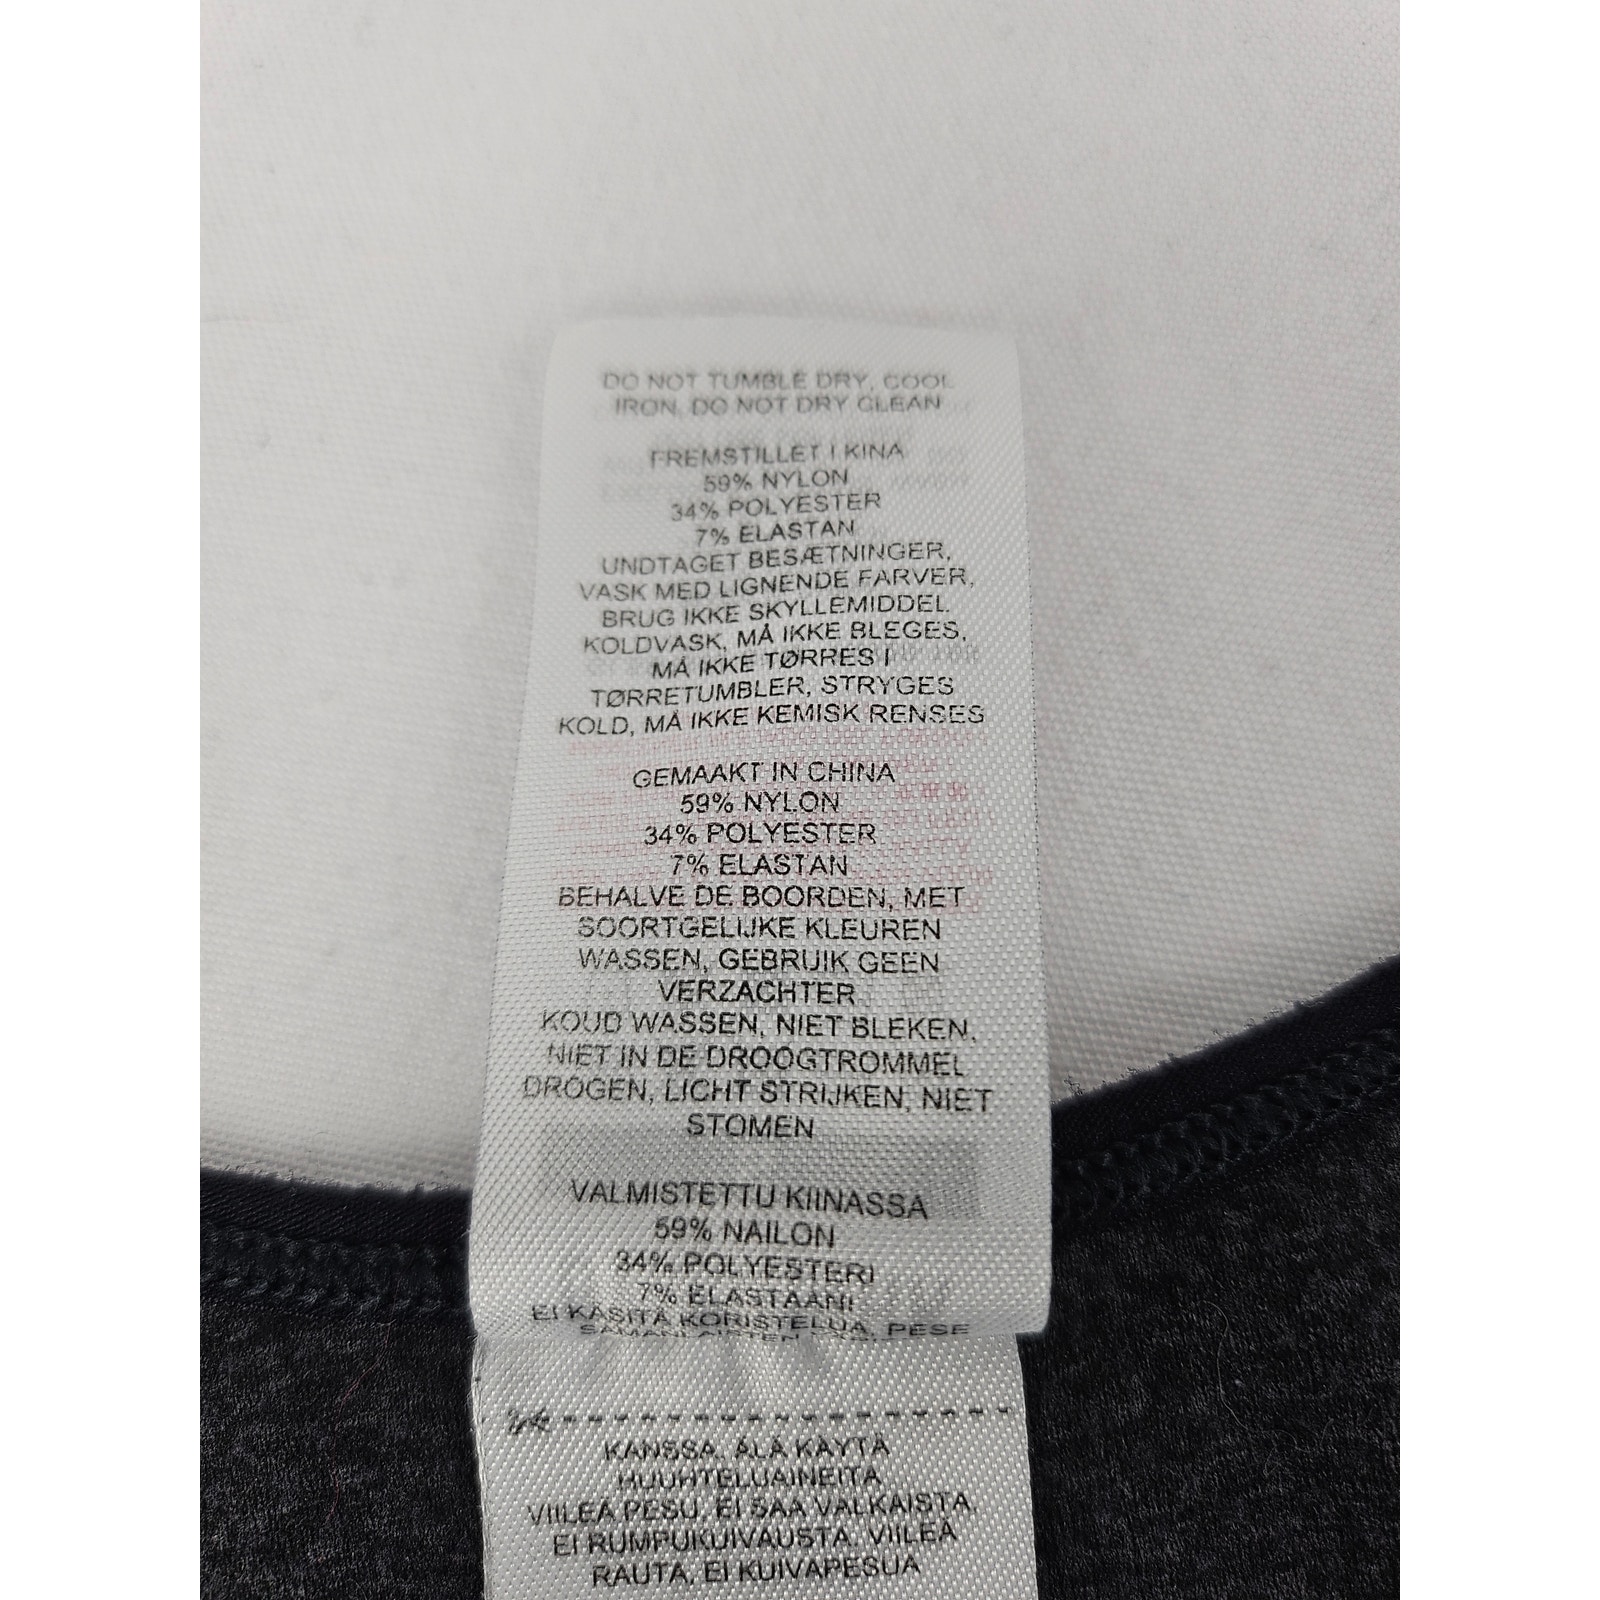 DO NOT TUMBLE DRY, COOL
IRON, DO NOT DRY CLEAN
FREMSTILLET I KINA
59% NYLON
34% POLYESTER
7% ELASTAN
UNDTAGET BESÆTNINGER,
VASK MED LIGNENDE FARVER,
BRUG IKKE SKYLLEMIDDEL
KOLDVASK, MÅ IKKE BLEGES,
MÅ IKKE TØRRES I
TØRRETUMBLER, STRYGES
KOLD, MÅ IKKE KEMISK RENSES
GEMAAKT IN CHINA
59% NYLON
34% POLYESTER
7% ELASTAN
BEHALVE DE BOORDEN, MET
SOORTGELIJKE KLEUREN
WASSEN, GEBRUIK GEEN
VERZACHTER
KOUD WASSEN, NIET BLEKEN,
NIET IN DE DROOGTROMMEL
DROGEN, LICHT STRIJKEN, NIET
STOMEN
VALMISTETTU KIINASSA
59% NAILON
34% POLYESTERI
7% ELASTAANI
EI KÄSITÄ KORISTELUA, PESE
KANSSA, ÄLÄ KÄYTÄ
HUUHTELUAINEITA
VIILEÄ PESU, EI SAA VALKAISTA,
EI RUMPUKUIVAUSTA, VIILEÄ
RAUTA, EI KUIVAPESUA